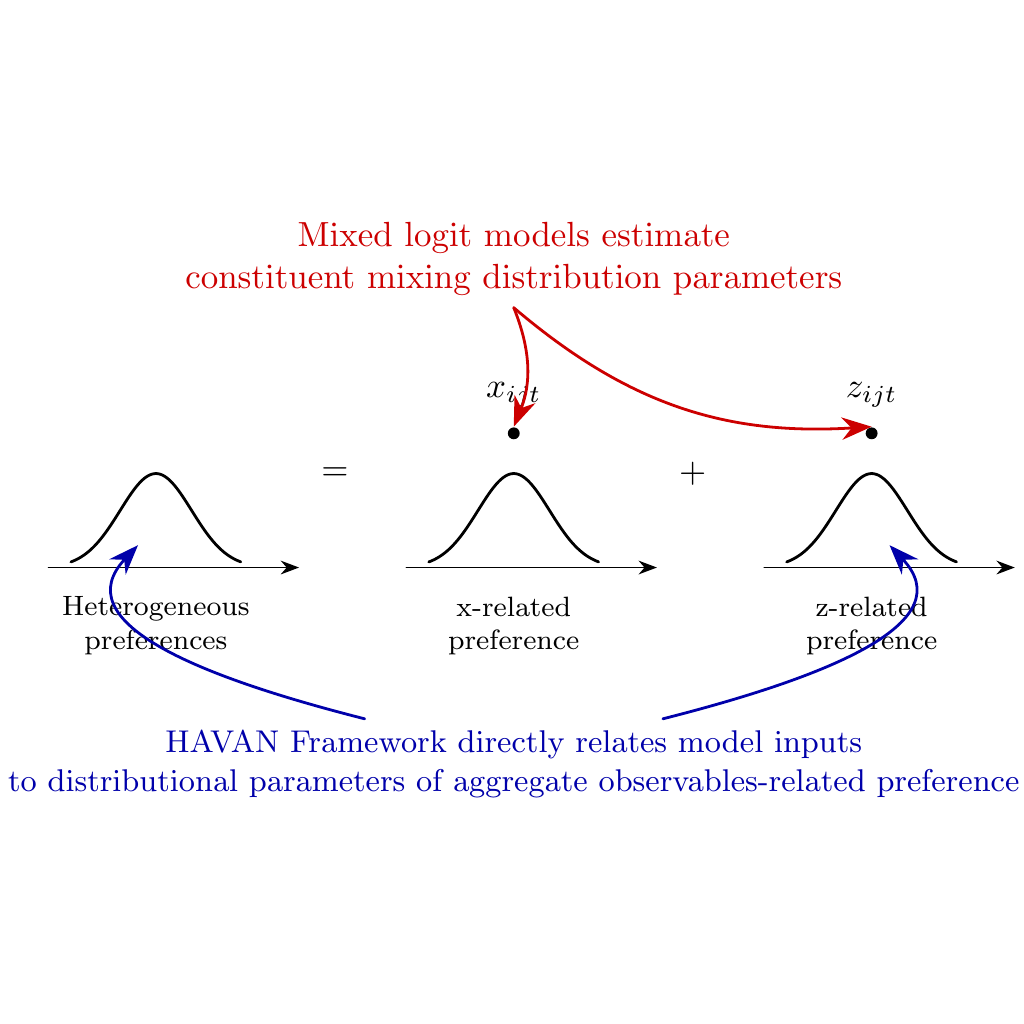 Mixed logit models estimate
constituent mixing distribution parameters
x_{ijt}
z_{ijt}
=
+
Heterogeneous
preferences
x-related
preference
z-related
preference
HAVAN Framework directly relates model inputs
to distributional parameters of aggregate observables-related preference